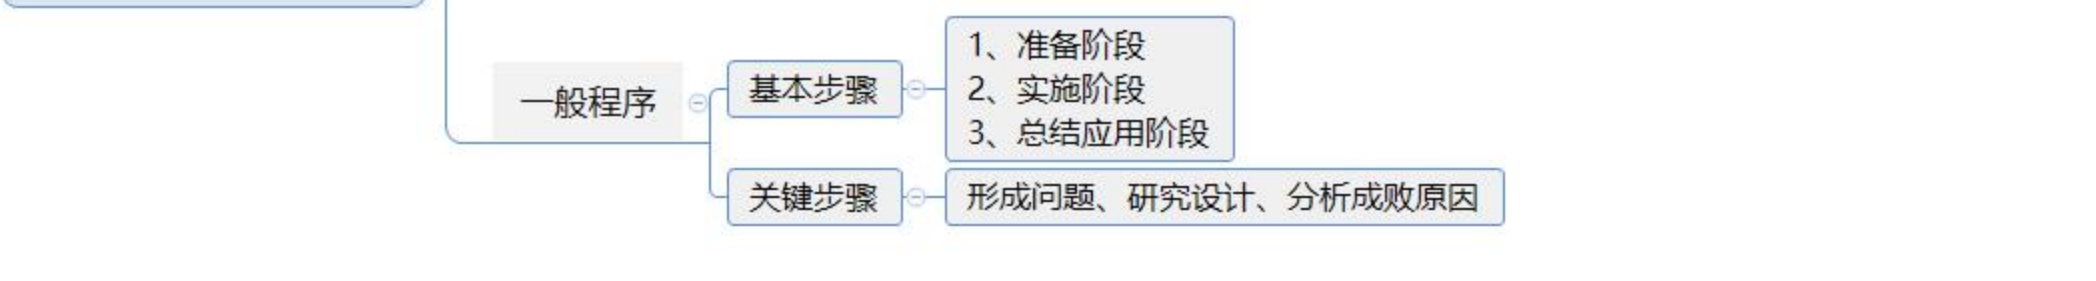 一般程序
基本步骤
1、准备阶段
2、实施阶段
3、总结应用阶段
关键步骤
形成问题、研究设计、分析成败原因